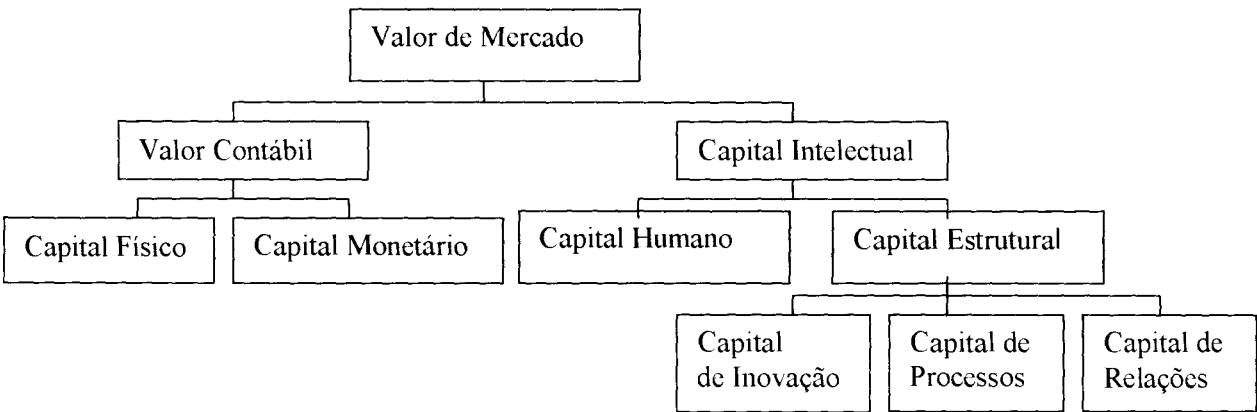 Valor de Mercado
Valor Contábil
Capital Intelectual
Capital Físico
Capital Monetário
Capital Humano
Capital Estrutural
Capital
de Inovação
Capital de
Processos
Capital de
Relações